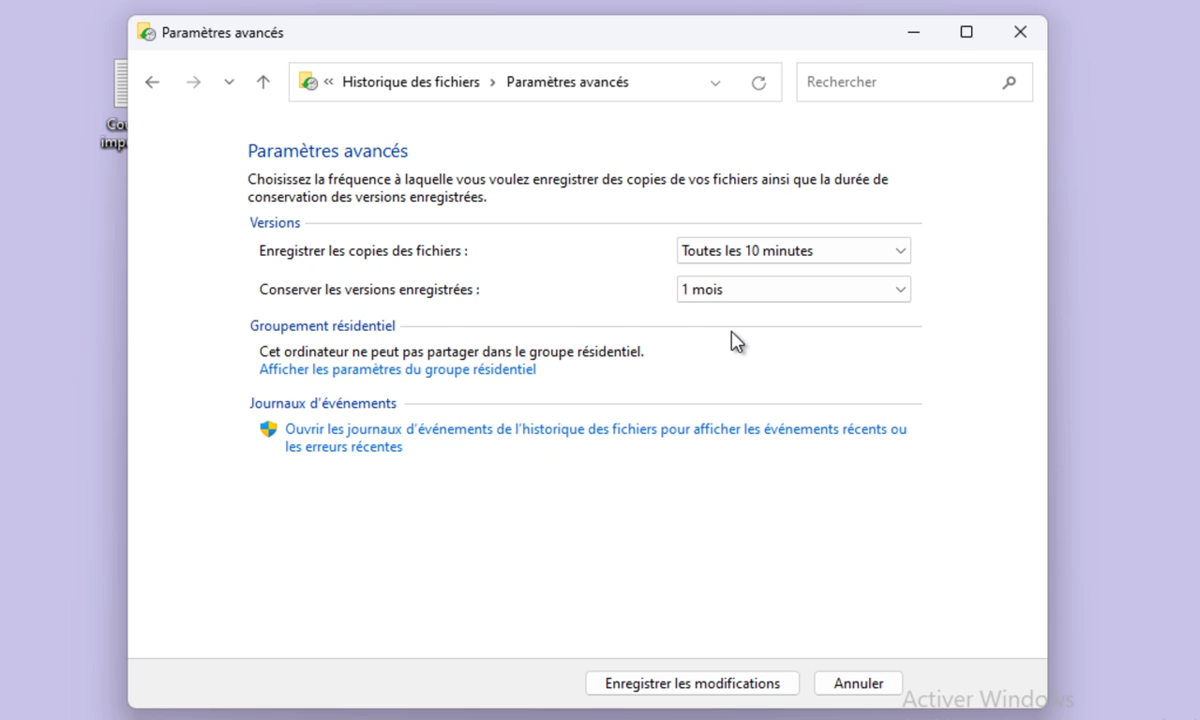 Paramètres avancés
« Historique des fichiers › Paramètres avancés
Rechercher
Paramètres avancés
Choisissez la fréquence à laquelle vous voulez enregistrer des copies de vos fichiers ainsi que la durée de
conservation des versions enregistrées.
Versions
Enregistrer les copies des fichiers : Toutes les 10 minutes
Conserver les versions enregistrées : 1 mois
Groupement résidentiel
Cet ordinateur ne peut pas partager dans le groupe résidentiel.
Afficher les paramètres du groupe résidentiel
Journaux d'événements
Ouvrir les journaux d'événements de l'historique des fichiers pour afficher les événements récents ou
les erreurs récentes
Enregistrer les modifications
Annuler
Activer Windows